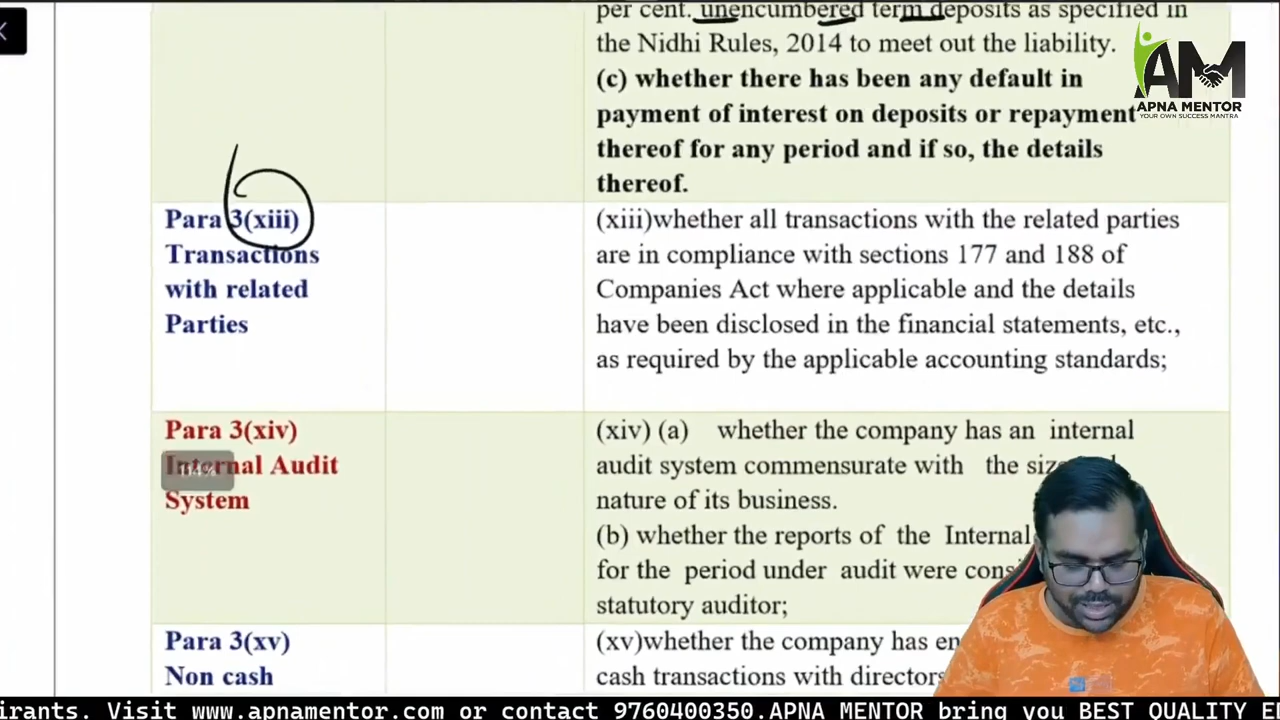 per cent. unencumbered term deposits as specified in
the Nidhi Rules, 2014 to meet out the liability.
(c) whether there has been any default in
payment of interest on deposits or repayment
thereof for any period and if so, the details
thereof.
AM
APNA MENTOR
YOUR OWN SUCCESS MANTRA
Para 3(xiii)
Transactions
with related
Parties
(xiii)whether all transactions with the related parties
are in compliance with sections 177 and 188 of
Companies Act where applicable and the details
have been disclosed in the financial statements, etc.,
as required by the applicable accounting standards;
Para 3(xiv)
Internal Audit
System
(xiv) (a) whether the company has an internal
audit system commensurate with the
nature of its business.
(b) whether the reports of the Internal
for the period under audit were
statutory auditor;
Para 3(xv)
Non cash
(xv)whether the company has
cash transactions with directors
Visit www.apnamentor.com or contact 9760400350.APNA MENTOR bring you BEST QUALITY